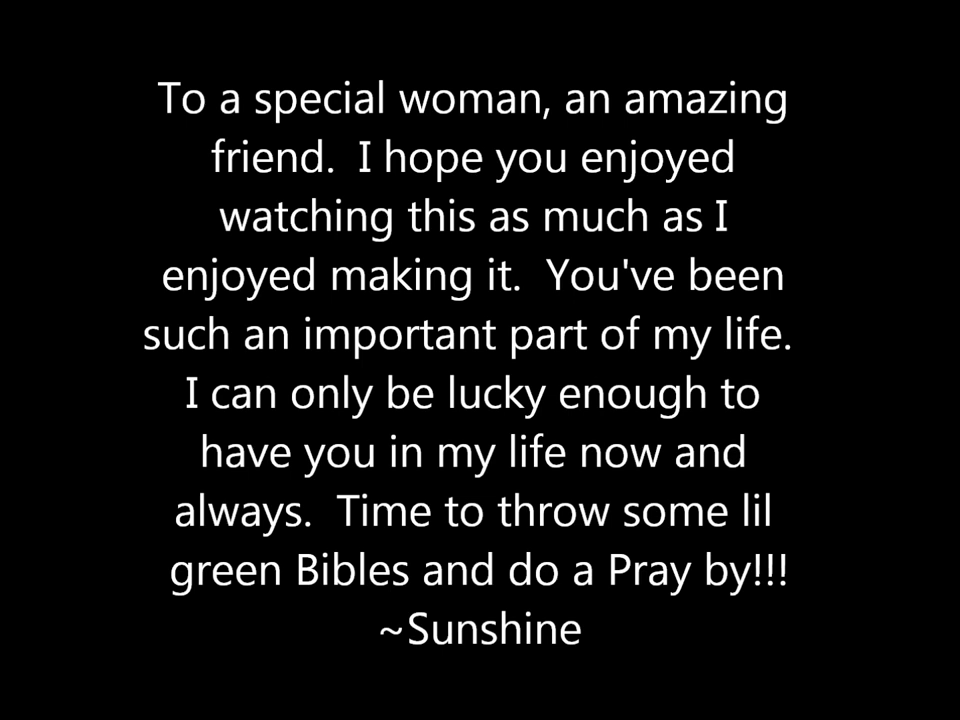 To a special woman, an amazing
friend.  I hope you enjoyed
watching this as much as I
enjoyed making it.  You've been
such an important part of my life.
I can only be lucky enough to
have you in my life now and
always.  Time to throw some lil
green Bibles and do a Pray by!!!
~Sunshine